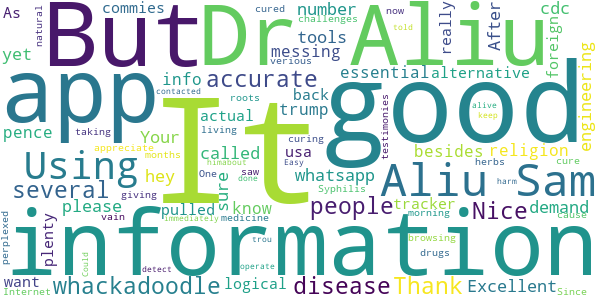 As
commies
natural
yet
But
Dr Aliu
cured
number
challenges
now
tools
told
verious
messing
really
After
cdc
foreign
app
It
good
info
accurate
essential
alternative
trump
back
engineering
pence
taking
roots
actual
contacted
Your
appreciate
Using
months
living
called
curing
testimonies
alive
keep
besides
religion
hey
himabout
One
saw
usa
whatsapp
Aliu Sam
herbs
cure
several
giving
Easy
done
Syphilis
harm
sure
tracker
please
pulled
immediately
know
people
Nice
demand
perplexed
plenty
information
vain
medicine
morning
cause
Could
trou
browsing
drugs
want
detect
operate
whackadoodle
logical
disease
Thank
Excellent
Internet
Since